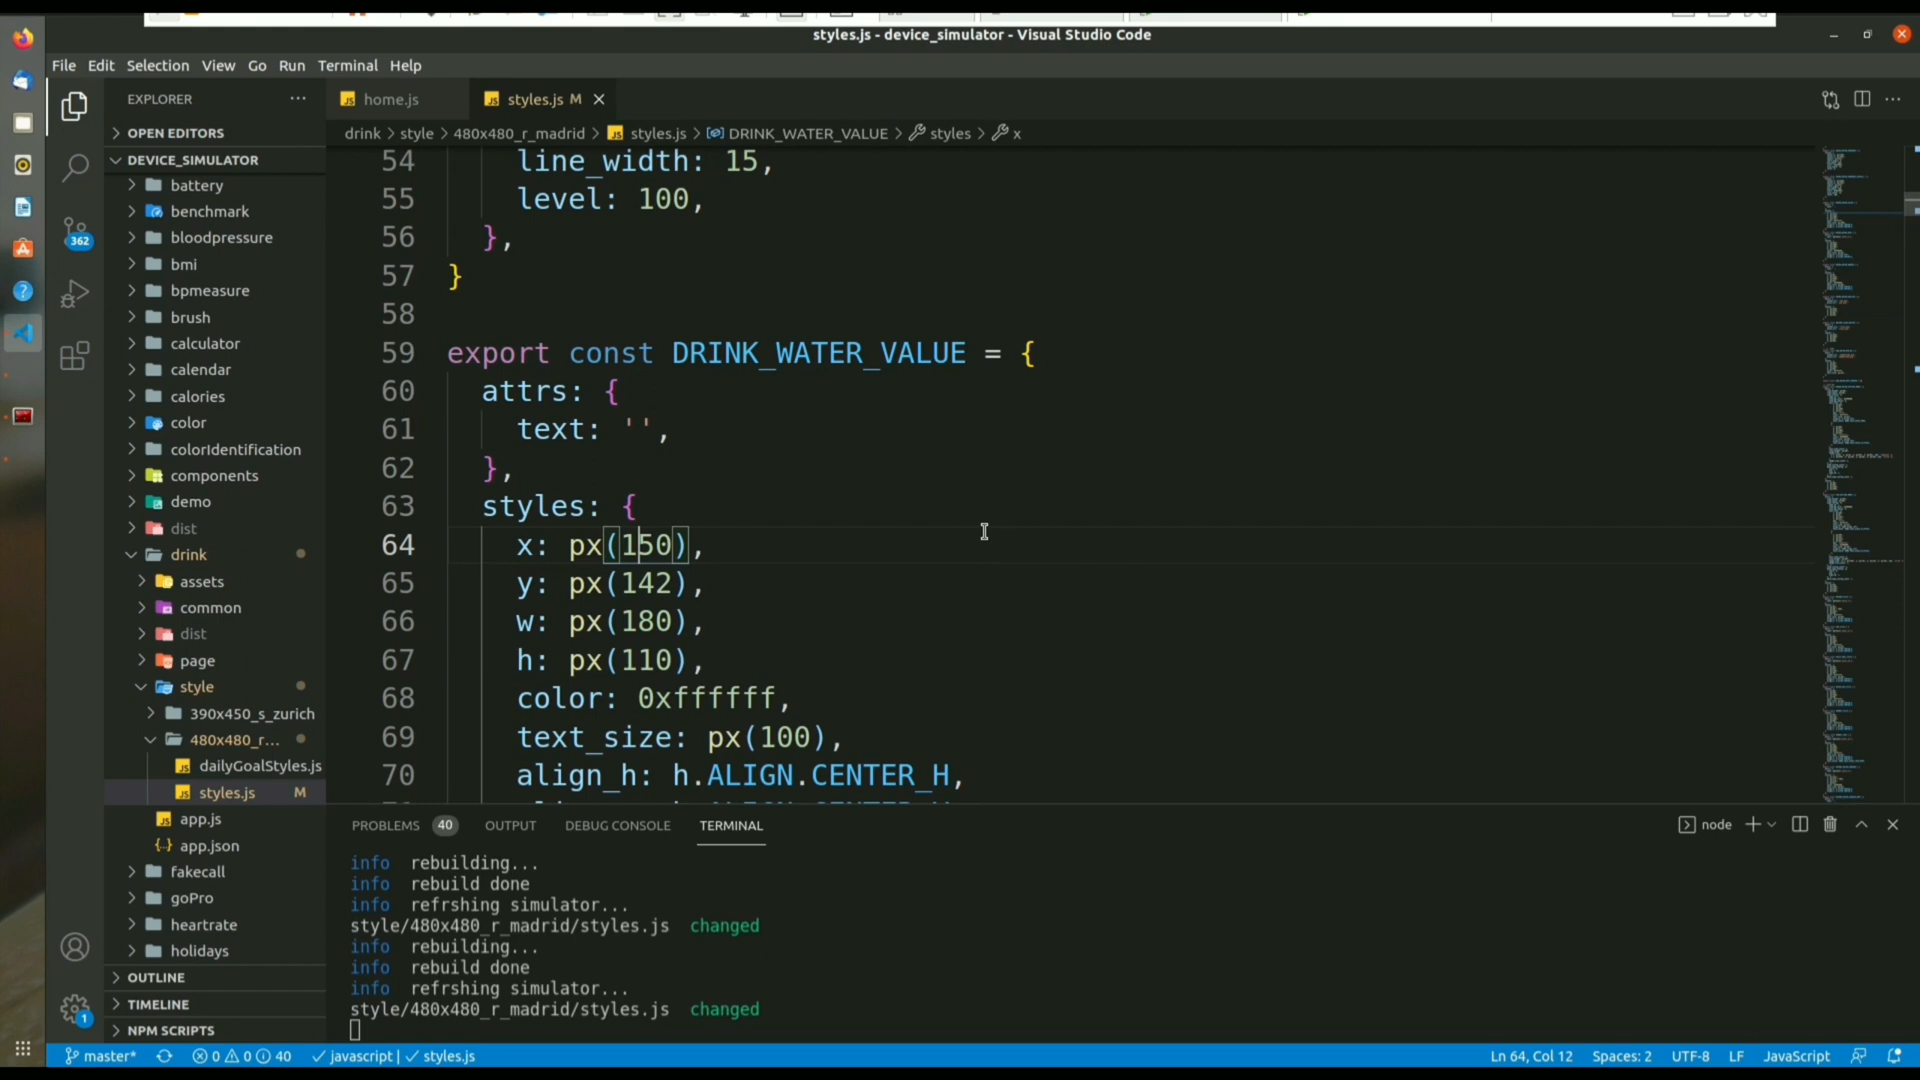 styles.js - device_simulator - Visual Studio Code
File Edit Selection View Go Run Terminal Help
EXPLORER
home.js
styles.js M
drink > style > 480x480_r_madrid > styles.js > DRINK_WATER_VALUE > styles > x
OPEN EDITORS
DEVICE_SIMULATOR
battery
benchmark
bloodpressure
bmi
bpmeasure
brush
calculator
calendar
calories
color
colorIdentification
components
demo
dist
drink
assets
common
dist
page
style
390x450_s_zurich
480x480_r...
dailyGoalStyles.js
styles.js M
app.js
app.json
fakecall
goPro
heartrate
holidays
OUTLINE
TIMELINE
NPM SCRIPTS
362
1
54 line_width: 15,
55 level: 100,
56 },
57 }
58
59 export const DRINK_WATER_VALUE = {
60 attrs: {
61 text: '',
62 },
63 styles: {
64 x: px(150),
65 y: px(142),
66 w: px(180),
67 h: px(110),
68 color: 0xffffff,
69 text_size: px(100),
70 align_h: h.ALIGN.CENTER_H,
PROBLEMS 40 OUTPUT DEBUG CONSOLE TERMINAL
node
info rebuilding...
info rebuild done
info refrshing simulator...
style/480x480_r_madrid/styles.js changed
info rebuilding...
info rebuild done
info refrshing simulator...
style/480x480_r_madrid/styles.js changed
master* 0 0 40 javascript | styles.js
Ln 64, Col 12 Spaces: 2 UTF-8 LF JavaScript